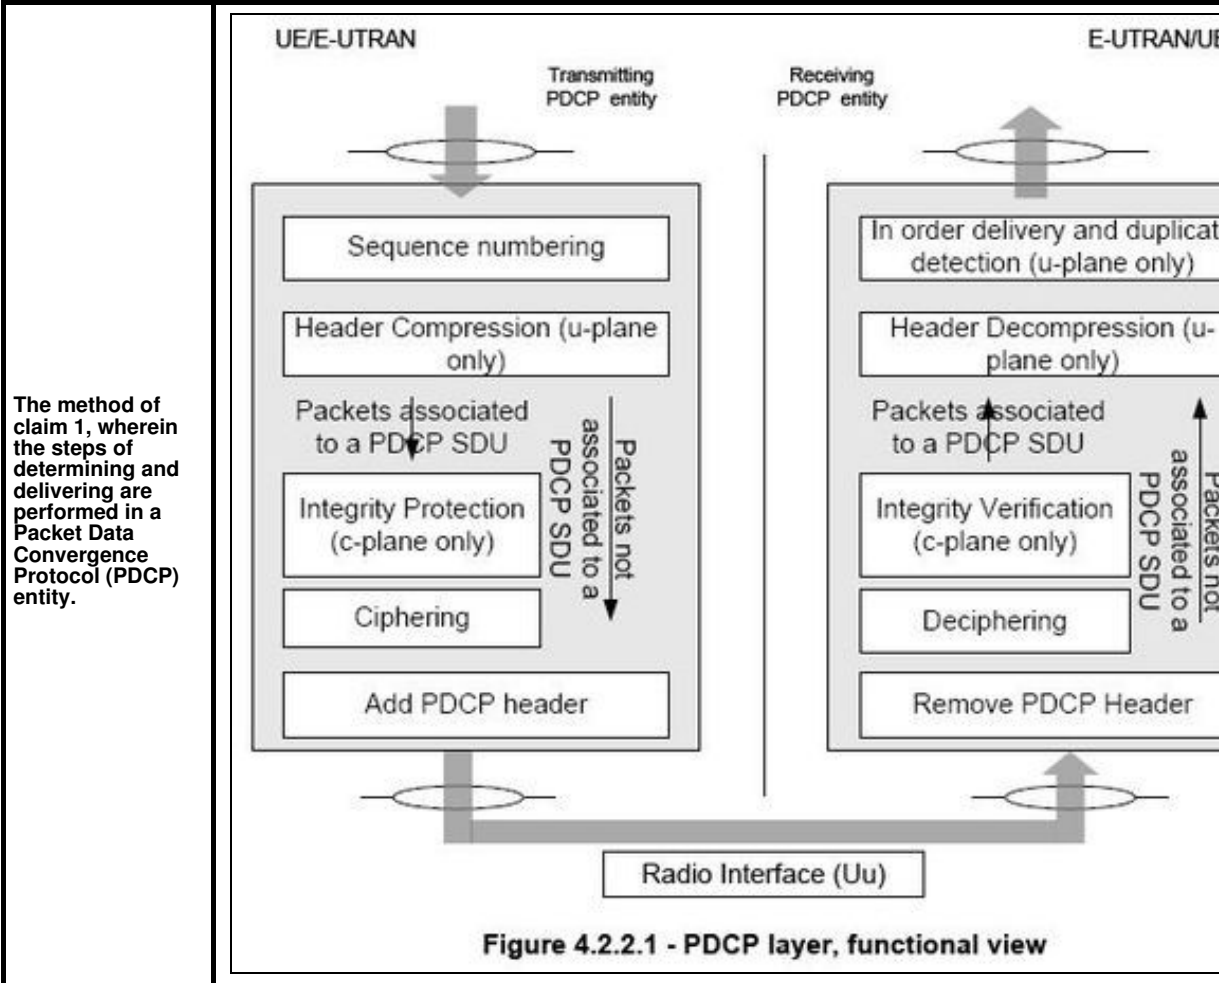 The method of
claim 1, wherein
the steps of
determining and
delivering are
performed in a
Packet Data
Convergence
Protocol (PDCP)
entity.
UE/E-UTRAN
E-UTRAN/UE
Transmitting
PDCP entity
Receiving
PDCP entity
Sequence numbering
Header Compression (u-plane
only)
Packets associated
to a PDCP SDU
Packets not
associated to a
PDCP SDU
Integrity Protection
(c-plane only)
Ciphering
Add PDCP header
In order delivery and duplicat
detection (u-plane only)
Header Decompression (u-
plane only)
Packets associated
to a PDCP SDU
Packets not
associated to a
PDCP SDU
Integrity Verification
(c-plane only)
Deciphering
Remove PDCP Header
Radio Interface (Uu)
Figure 4.2.2.1 - PDCP layer, functional view